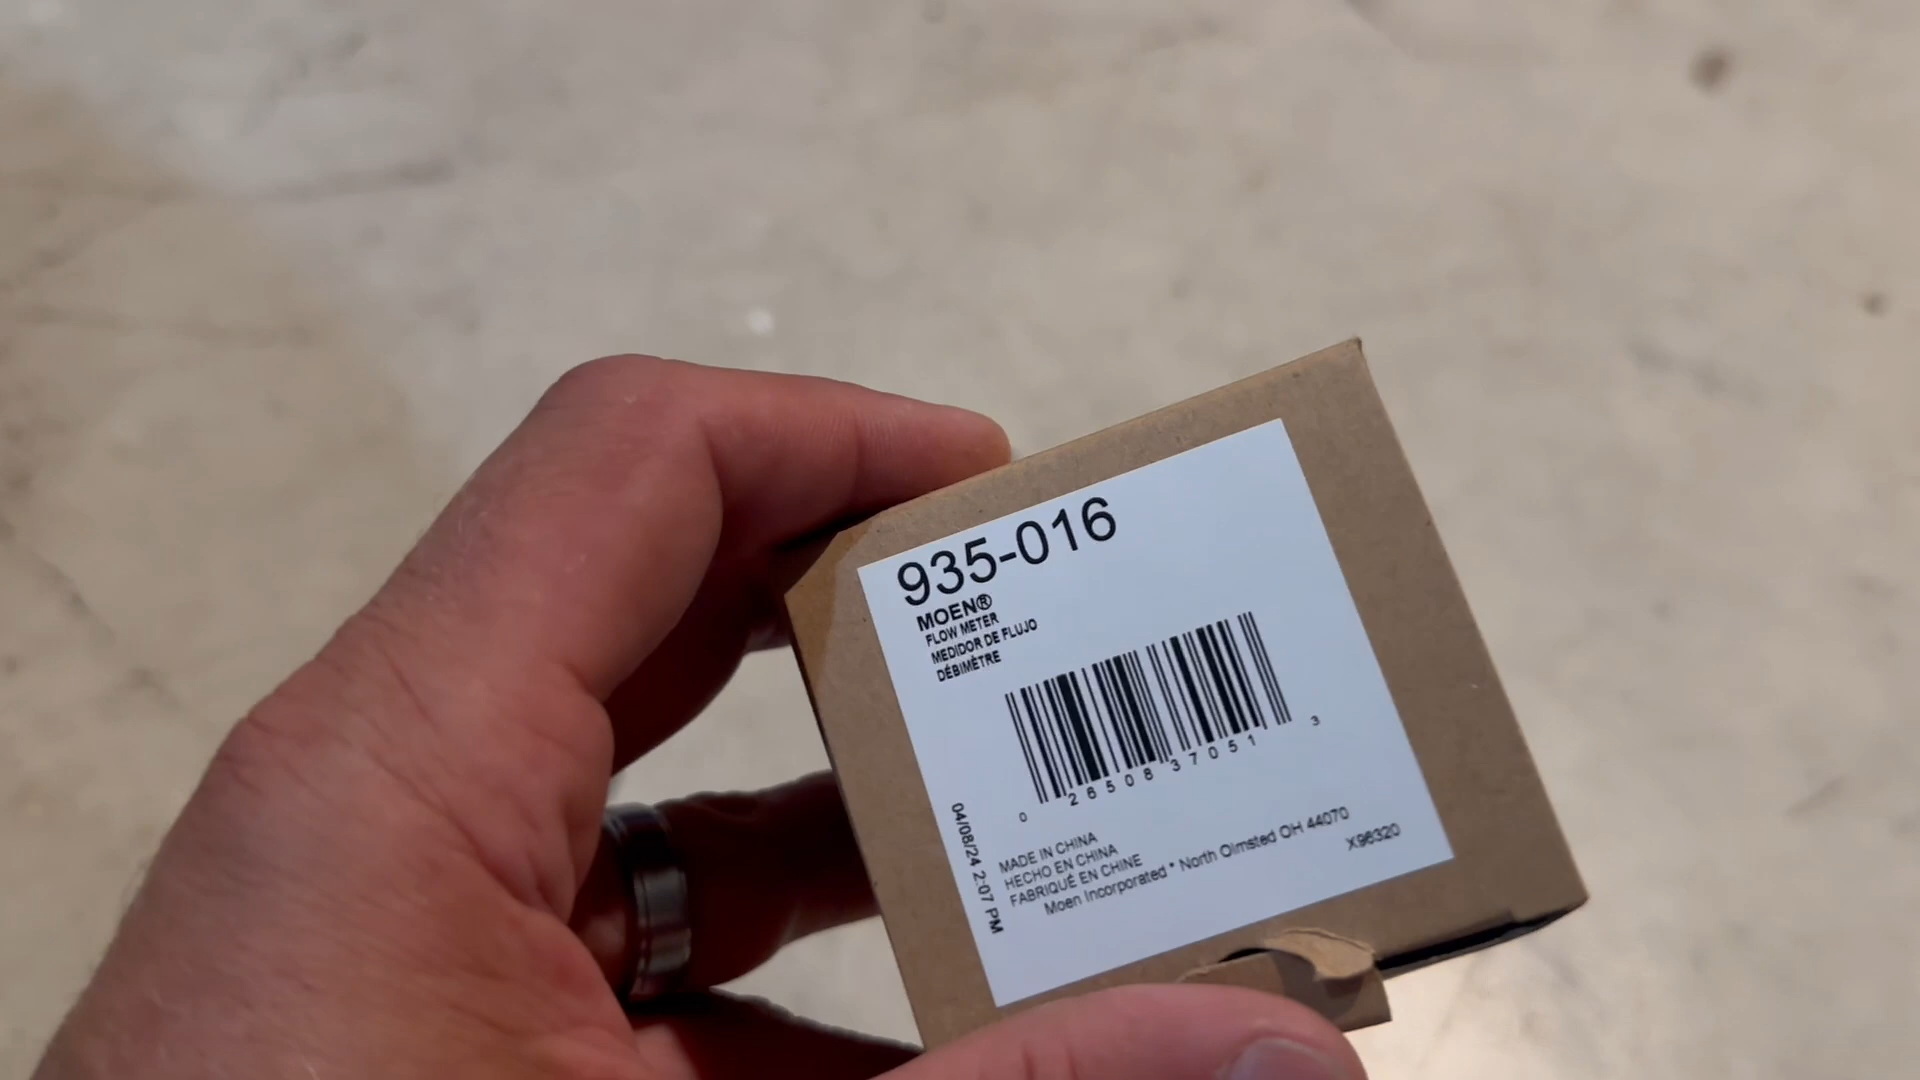 935-016
MOEN®
FLOW METER
MEDIDOR DE FLUJO
DÉBIMÈTRE
0 26508 37051 3
04/08/24 2:07 PM
MADE IN CHINA
HECHO EN CHINA
FABRIQUÉ EN CHINE
Moen Incorporated * North Olmsted OH 44070
X96320